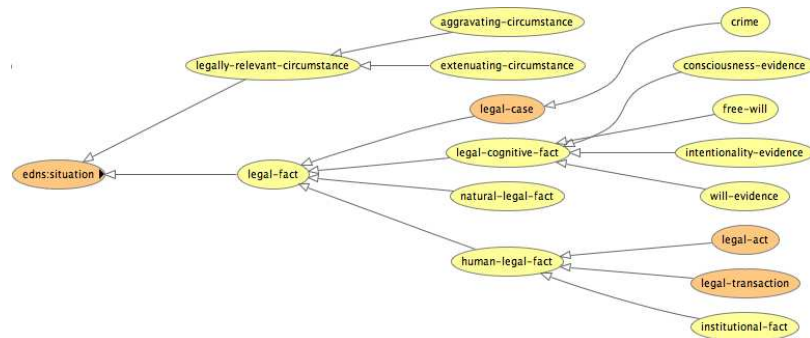 aggravating-circumstance
crime
legally-relevant-circumstance
extenuating-circumstance
consciousness-evidence
legal-case
free-will
legal-cognitive-fact
intentionality-evidence
edns:situation
legal-fact
natural-legal-fact
will-evidence
legal-act
human-legal-fact
legal-transaction
institutional-fact